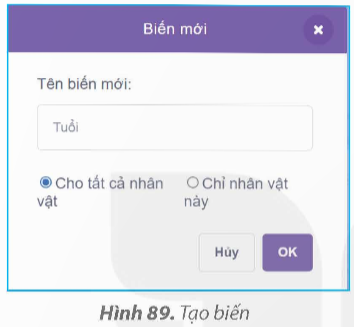 Biến mới
Tên biến mới:
Tuổi
Cho tất cả nhân vật
Chỉ nhân vật này
Hủy
OK
Hình 89. Tạo biến